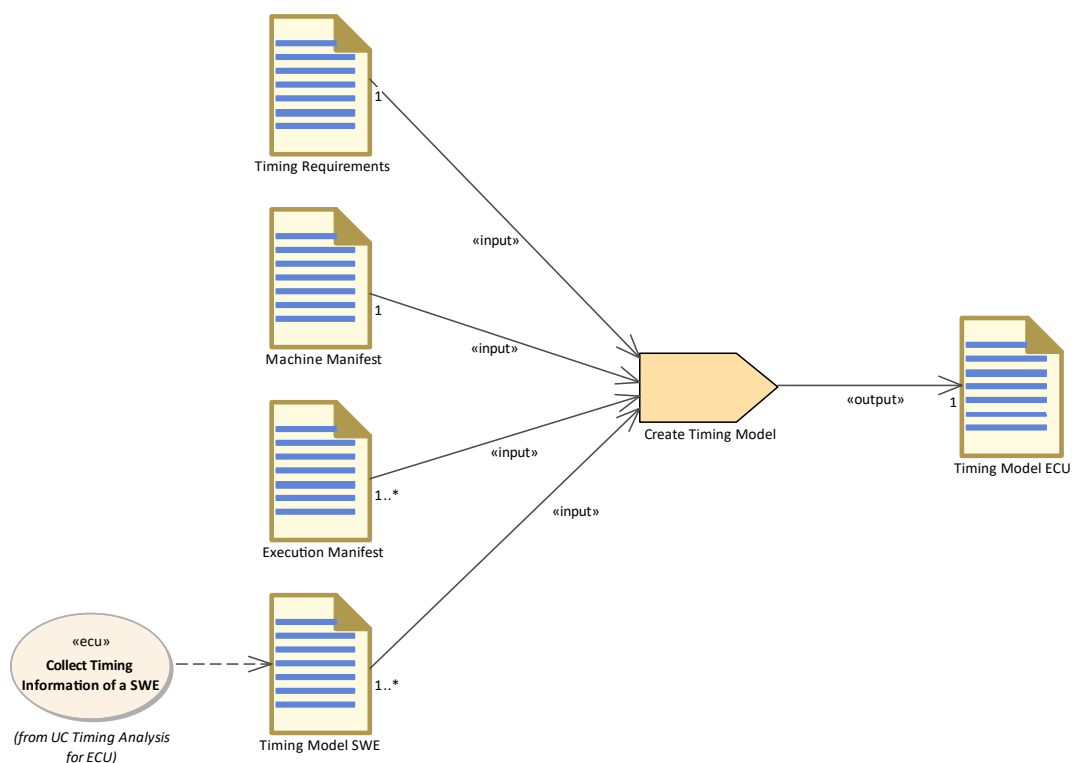 1
Timing Requirements
«input»
1
Machine Manifest
«input»
Create Timing Model
«output»
1
Timing Model ECU
«input»
1..*
Execution Manifest
«input»
«ecu»
Collect Timing
Information of a SWE
(from UC Timing Analysis
for ECU)
1..*
Timing Model SWE